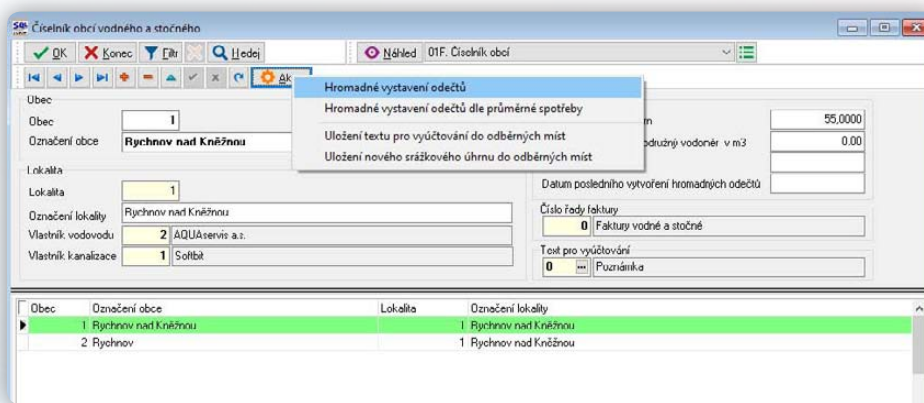 Číselník obcí vodného a stočného
OK Konec Filtr Hledej Náhled 01F. Číselník obcí
Ak
Hromadné vystavení odečtů
Hromadné vystavení odečtů dle průměrné spotřeby
Uložení textu pro vyúčtování do odběrných míst
Uložení nového srážkového úhrnu do odběrných míst
Obec
Obec 1 55,0000
Označení obce Rychnov nad Kněžnou podružný vodoměr v m3 0.00
Lokalita
Lokalita 1 Datum posledního vytvoření hromadných odečtů
Označení lokality Rychnov nad Kněžnou Číslo řady faktury
0 Faktury vodné a stočné
Vlastník vodovodu 2 AQUAservis a.s.
Vlastník kanalizace 1 Softbit Text pro vyúčtování
0 ... Poznámka
Obec Označení obce Lokalita Označení lokality
1 Rychnov nad Kněžnou 1 Rychnov nad Kněžnou
2 Rychnov 1 Rychnov nad Kněžnou